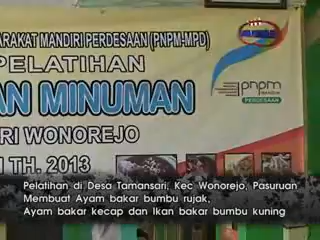 ARAKAT MANDIRI PERDESAAN (PNPM-MPD)
PELATIHAN
AN MINUMAN
RI WONOREJO
TH. 2013
pnpm
MANDIRI
PERDESAAN
Pelatihan di Desa Tamansari, Kec Wonorejo, Pasuruan
Membuat Ayam bakar bumbu rujak,
Ayam bakar kecap dan Ikan bakar bumbu kuning